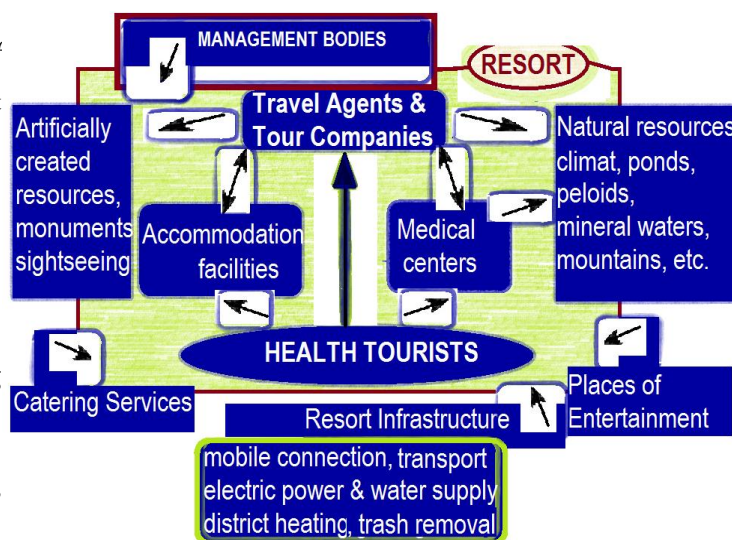 MANAGEMENT BODIES
RESORT
Travel Agents &
Tour Companies
Artificially
created
resources,
monuments
sightseeing
Natural resources
climat, ponds,
peloids,
mineral waters,
mountains, etc.
Accommodation
facilities
Medical
centers
HEALTH TOURISTS
Catering Services
Places of
Entertainment
Resort Infrastructure
mobile connection, transport
electric power & water supply
district heating, trash removal